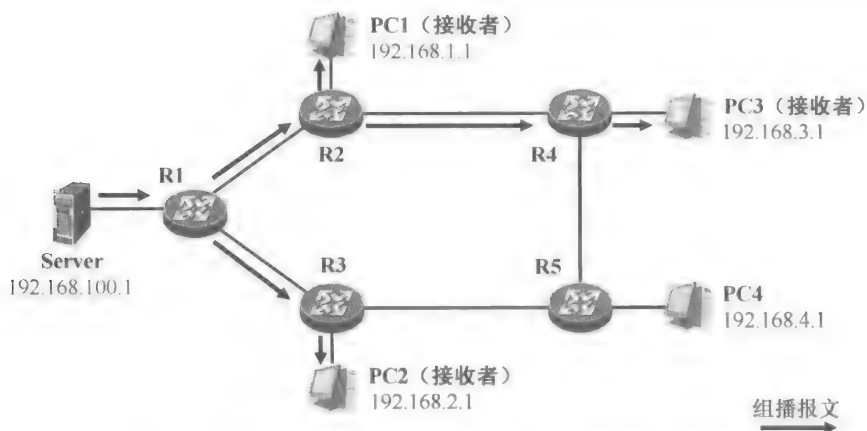 PC1（接收者）
192.168.1.1
R2
R4
PC3（接收者）
192.168.3.1
R1
Server
192.168.100.1
R3
R5
PC4
192.168.4.1
PC2（接收者）
192.168.2.1
组播报文